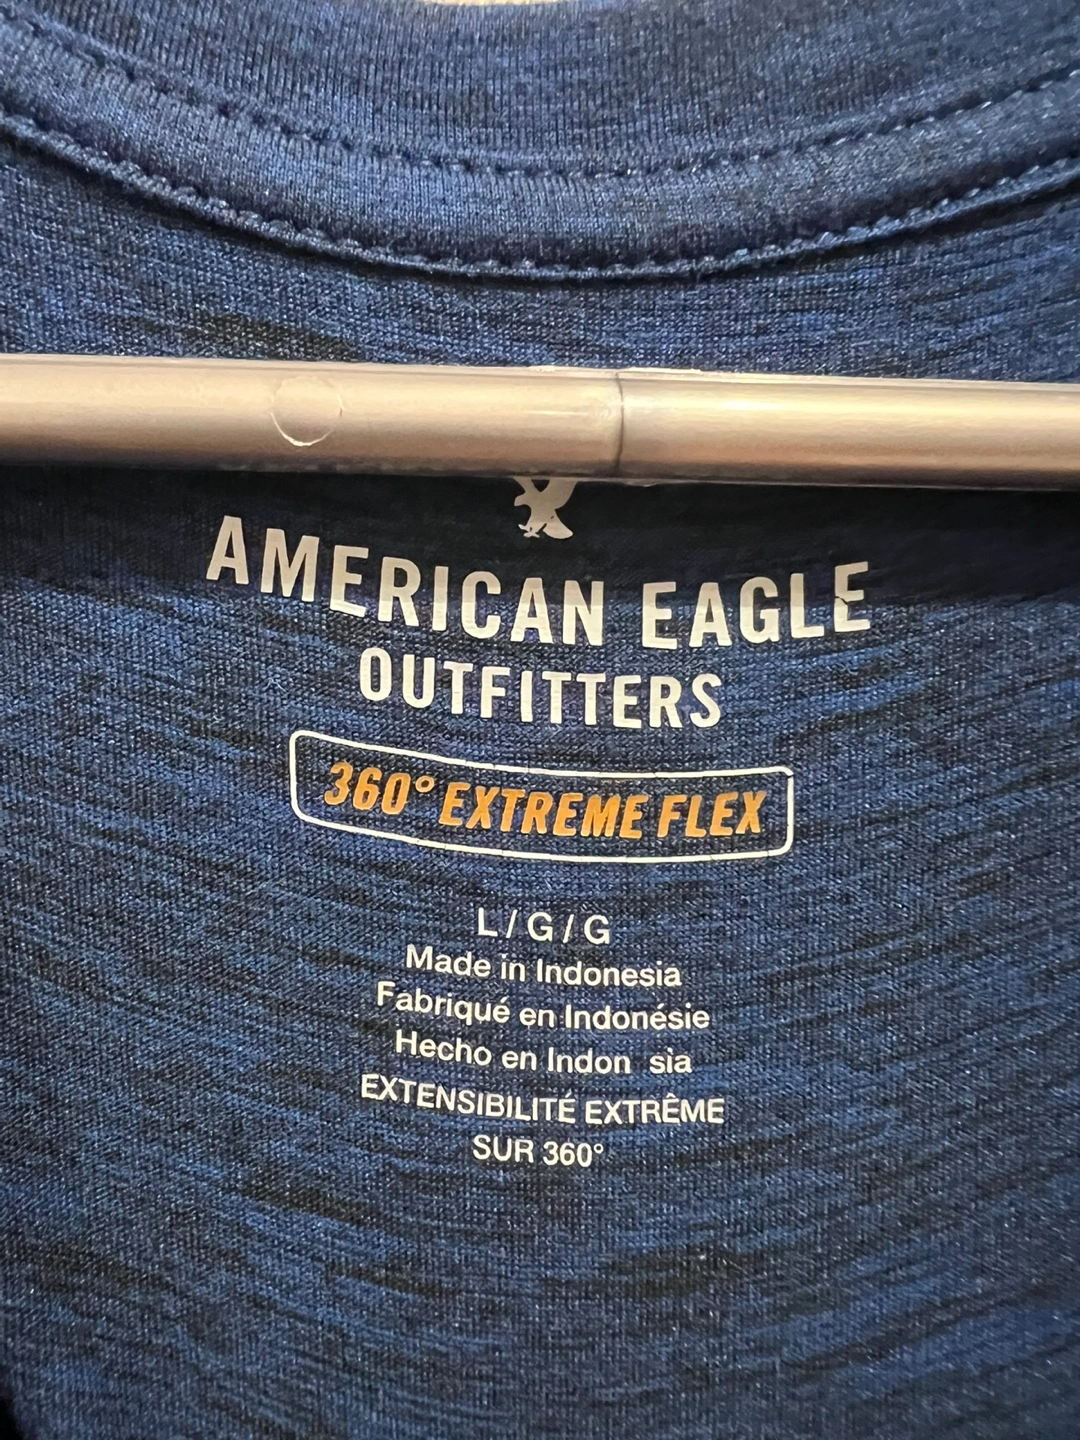 AMERICAN EAGLE
OUTFITTERS
360° EXTREME FLEX
L / G / G
Made in Indonesia
Fabriqué en Indonésie
Hecho en Indon sia
EXTENSIBILITÉ EXTRÊME
SUR 360°